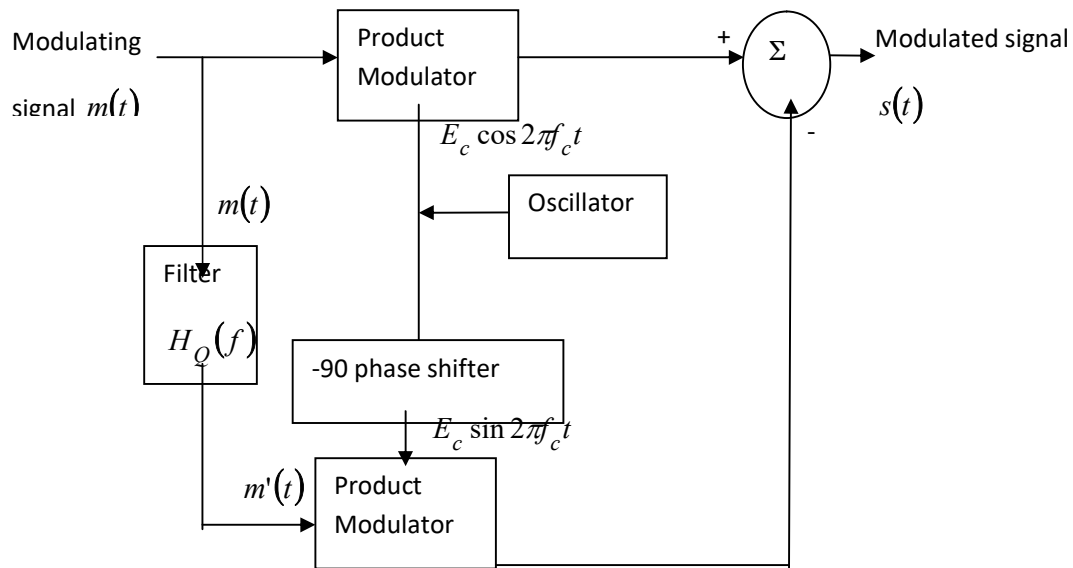 Modulating
signal m(t)
Product
Modulator
+
Σ
Modulated signal
s(t)
-
E_c cos 2πf_c t
Oscillator
m(t)
Filter
H_Q(f)
-90 phase shifter
E_c sin 2πf_c t
m'(t)
Product
Modulator